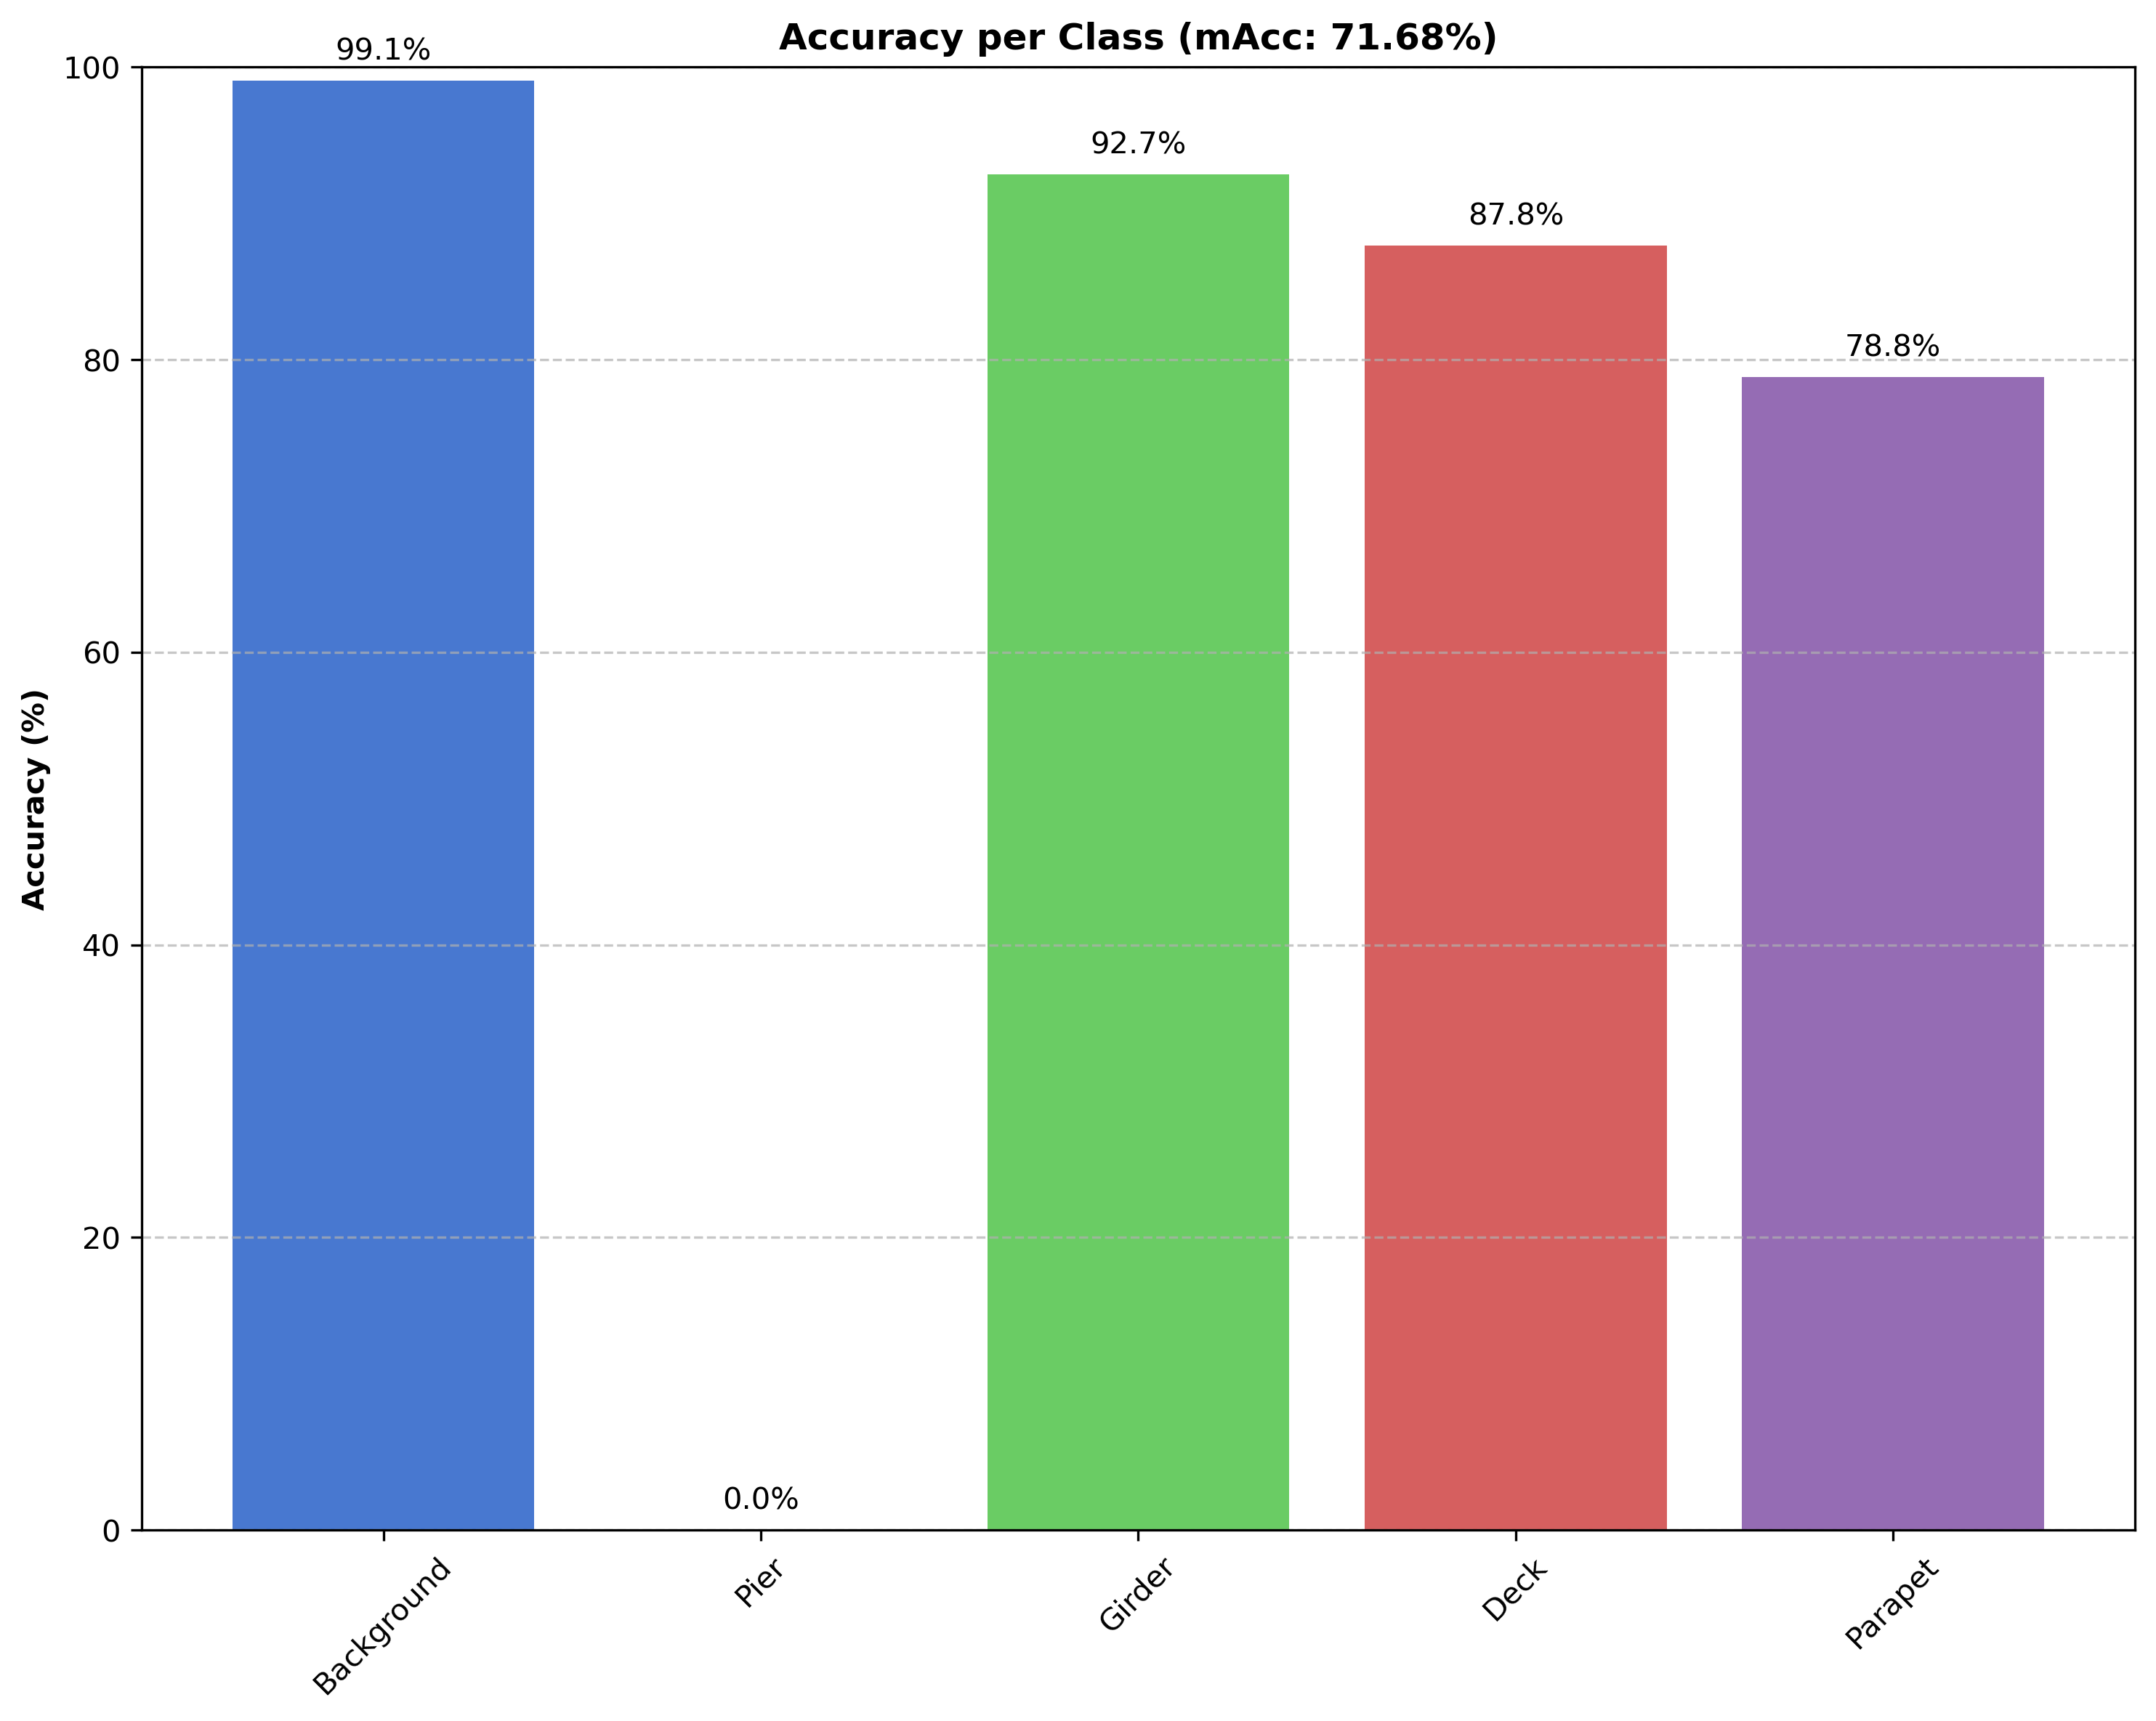 Accuracy per Class (mAcc: 71.68%)
Accuracy (%)
100
80
60
40
20
0
99.1%
0.0%
92.7%
87.8%
78.8%
Background
Pier
Girder
Deck
Parapet